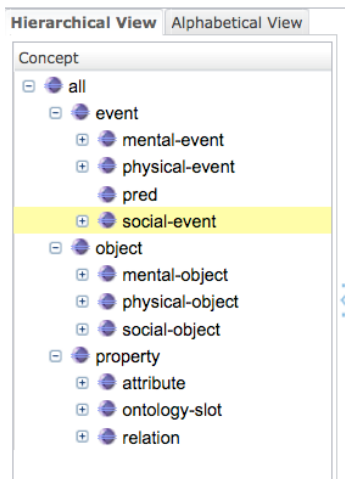 Hierarchical View Alphabetical View
Concept
all
event
mental-event
physical-event
pred
social-event
object
mental-object
physical-object
social-object
property
attribute
ontology-slot
relation